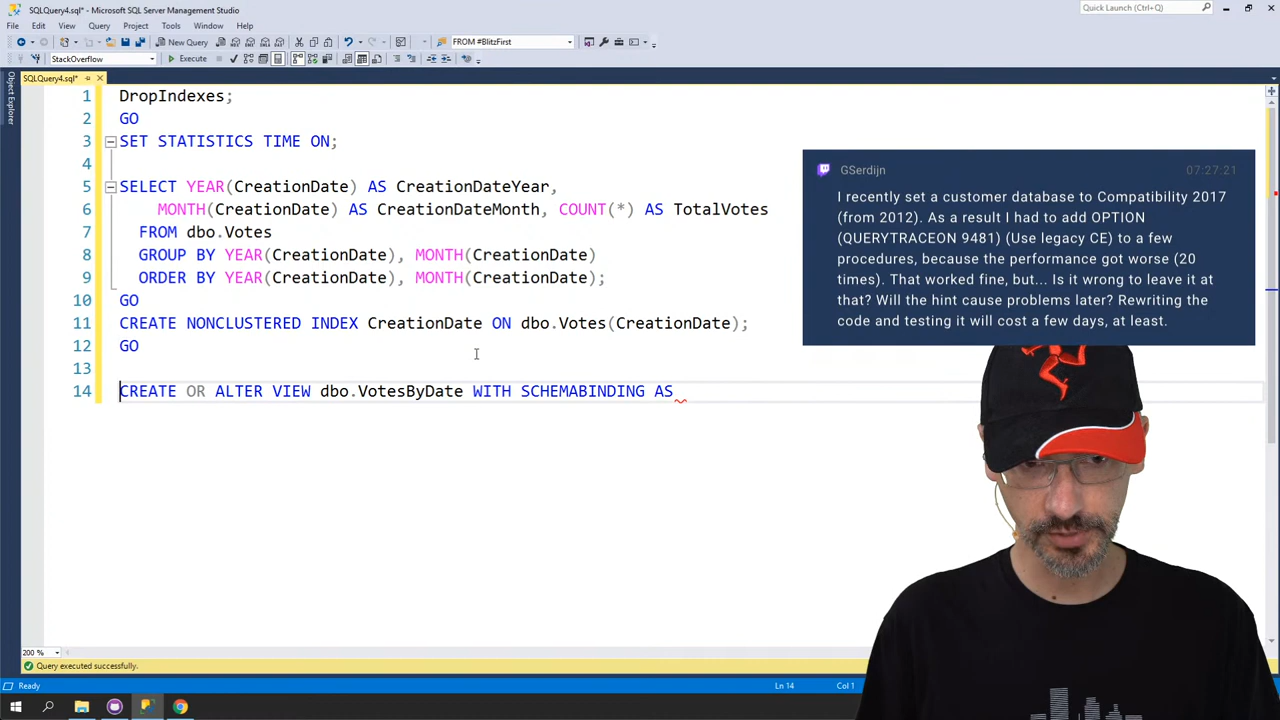 SQLQuery4.sql* - Microsoft SQL Server Management Studio
Quick Launch (Ctrl+Q)
File Edit View Query Project Tools Window Help
New Query
FROM #BlitzFirst
StackOverflow
Execute
SQLQuery4.sql*
Object Explorer
1 DropIndexes;
2 GO
3 SET STATISTICS TIME ON;
4
5 SELECT YEAR(CreationDate) AS CreationDateYear,
6 MONTH(CreationDate) AS CreationDateMonth, COUNT(*) AS TotalVotes
7 FROM dbo.Votes
8 GROUP BY YEAR(CreationDate), MONTH(CreationDate)
9 ORDER BY YEAR(CreationDate), MONTH(CreationDate);
10 GO
11 CREATE NONCLUSTERED INDEX CreationDate ON dbo.Votes(CreationDate);
12 GO
13
14 CREATE OR ALTER VIEW dbo.VotesByDate WITH SCHEMABINDING AS
GSerdijn 07:27:21
I recently set a customer database to Compatibility 2017
(from 2012). As a result I had to add OPTION
(QUERYTRACEON 9481) (Use legacy CE) to a few
procedures, because the performance got worse (20
times). That worked fine, but... Is it wrong to leave it at
that? Will the hint cause problems later? Rewriting the
code and testing it will cost a few days, at least.
200 %
Query executed successfully.
Ready
Ln 14
Col 1